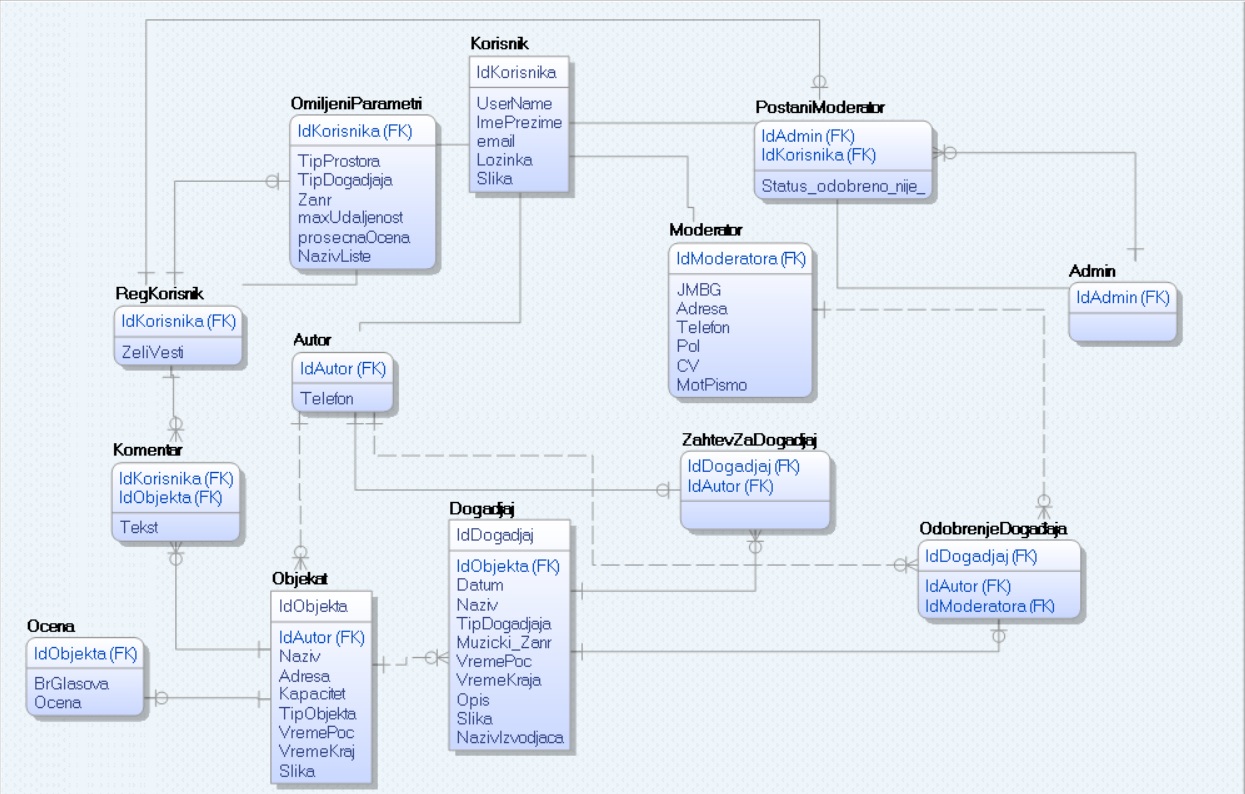 Korisnik
IdKorisnika
UserName
ImePrezime
email
Lozinka
Slika
OmiljeniParametri
IdKorisnika (FK)
TipProstora
TipDogadjaja
Zanr
maxUdaljenost
prosecnaOcena
NazivListe
PostaniModerator
IdAdmin (FK)
IdKorisnika (FK)
Status_odobreno_nije_
Moderator
IdModeratora (FK)
JMBG
Adresa
Telefon
Pol
CV
MotPismo
Admin
IdAdmin (FK)
RegKorisnik
IdKorisnika (FK)
ZeliVesti
Autor
IdAutor (FK)
Telefon
Komentar
IdKorisnika (FK)
IdObjekta (FK)
Tekst
ZahtevZaDogadjaj
IdDogadjaj (FK)
IdAutor (FK)
Dogadjaj
IdDogadjaj
IdObjekta (FK)
Datum
Naziv
TipDogadjaja
Muzicki_Zanr
VremePoc
VremeKraja
Opis
Slika
NazivIzvodjaca
OdobrenjeDogađaja
IdDogadjaj (FK)
IdAutor (FK)
IdModeratora (FK)
Objekat
IdObjekta
IdAutor (FK)
Naziv
Adresa
Kapacitet
TipObjekta
VremePoc
VremeKraj
Slika
Ocena
IdObjekta (FK)
BrGlasova
Ocena